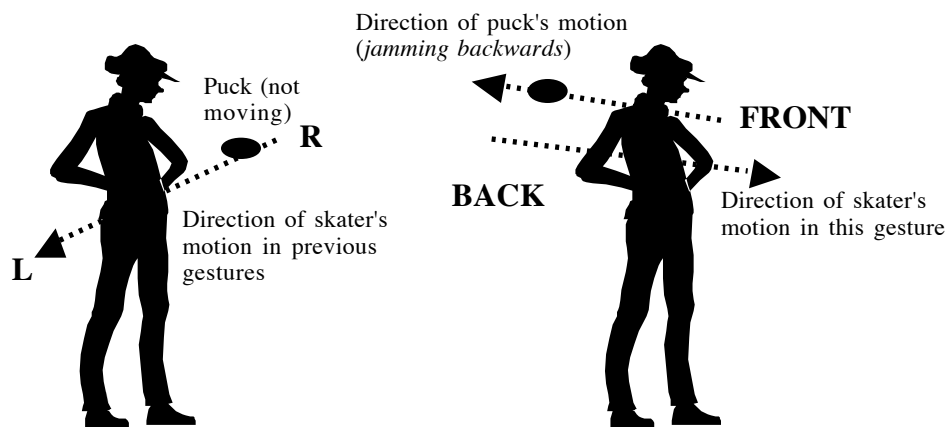 Puck (not
moving)
R
Direction of skater's
motion in previous
gestures
L
Direction of puck's motion
(jamming backwards)
FRONT
BACK
Direction of skater's
motion in this gesture